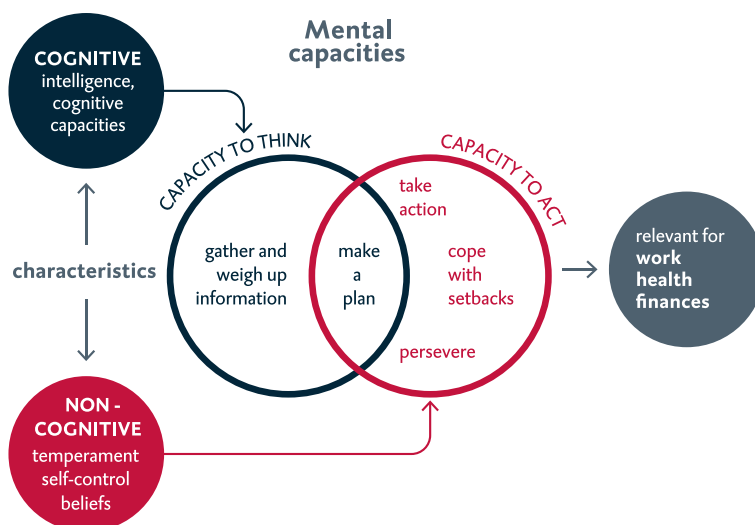 Mental
capacities
COGNITIVE
intelligence,
cognitive
capacities
characteristics
NON -
COGNITIVE
temperament
self-control
beliefs
CAPACITY TO THINK
gather and
weigh up
information
make
a
plan
CAPACITY TO ACT
take
action
cope
with
setbacks
persevere
relevant for
work
health
finances